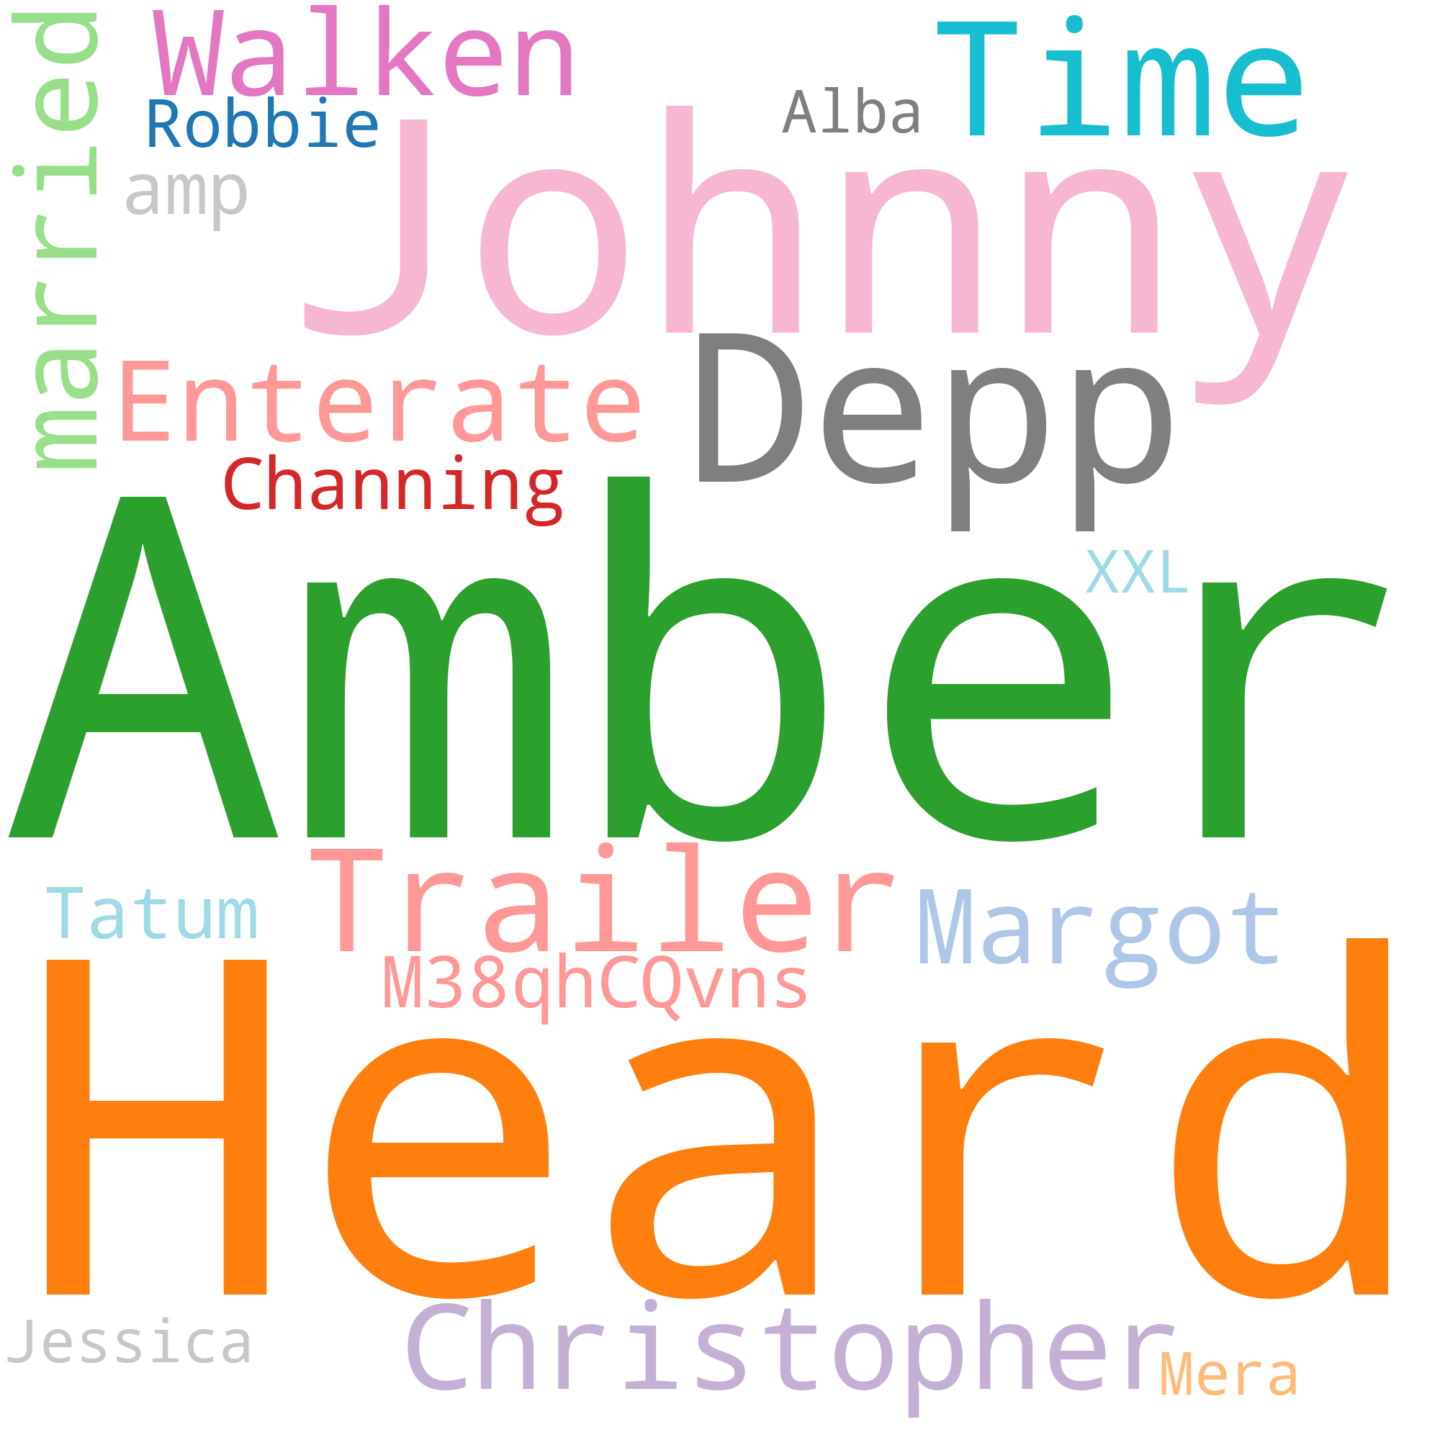 married
Walken
Time
Robbie
Alba
amp
Johnny
Enterate
Depp
Channing
Amber
XXL
Trailer
Tatum
Margot
M38qhCQvns
Heard
Jessica
Christopher
Mera